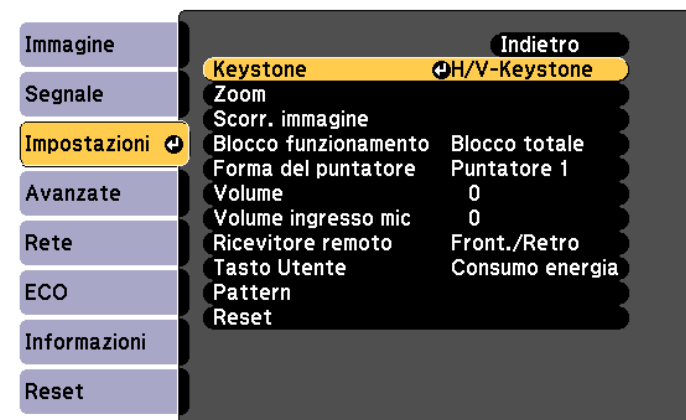 Immagine
Segnale
Impostazioni
Avanzate
Rete
ECO
Informazioni
Reset
Indietro
Keystone H/V-Keystone
Zoom
Scorr. immagine
Blocco funzionamento Blocco totale
Forma del puntatore Puntatore 1
Volume 0
Volume ingresso mic 0
Ricevitore remoto Front./Retro
Tasto Utente Consumo energia
Pattern
Reset